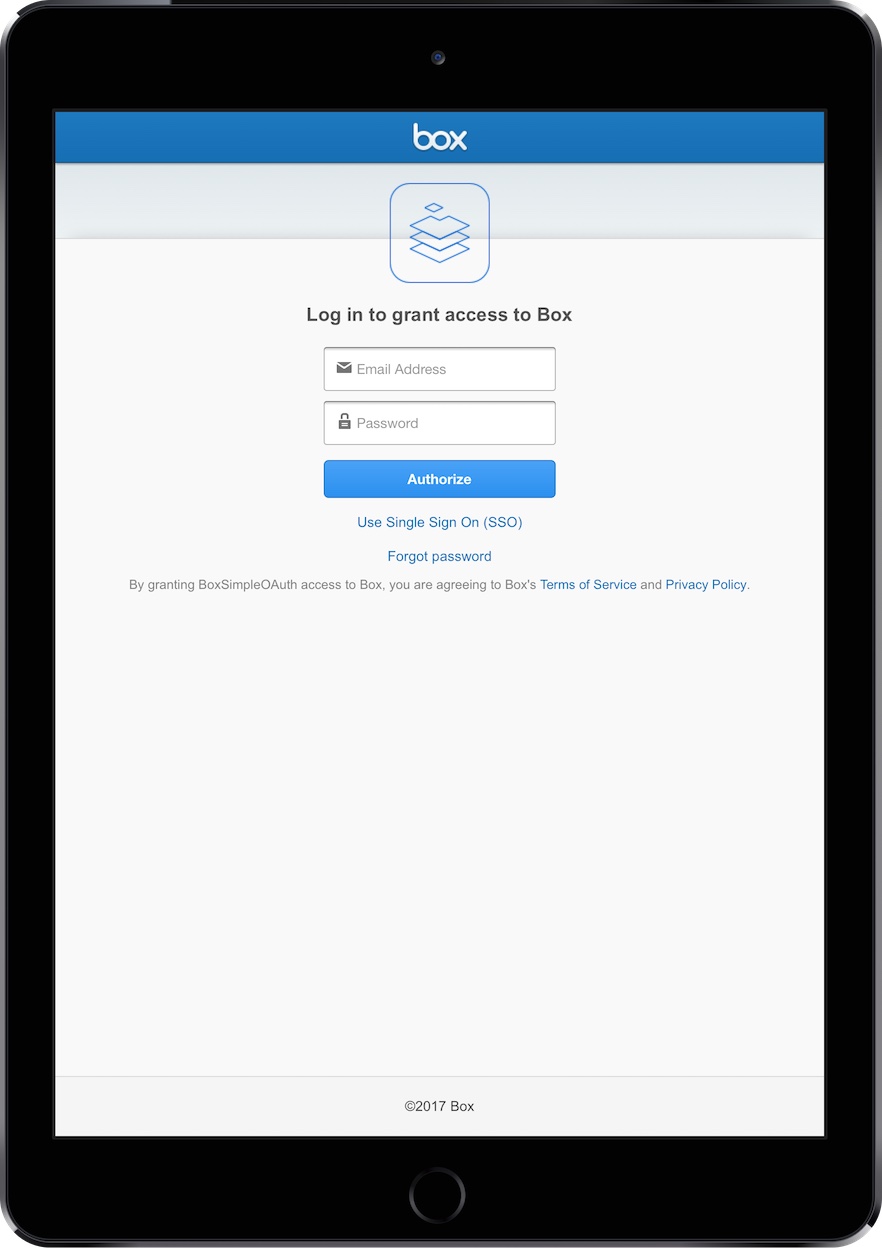 box
Log in to grant access to Box
Email Address
Password
Authorize
Use Single Sign On (SSO)
Forgot password
By granting BoxSimpleOAuth access to Box, you are agreeing to Box's Terms of Service and Privacy Policy.
©2017 Box